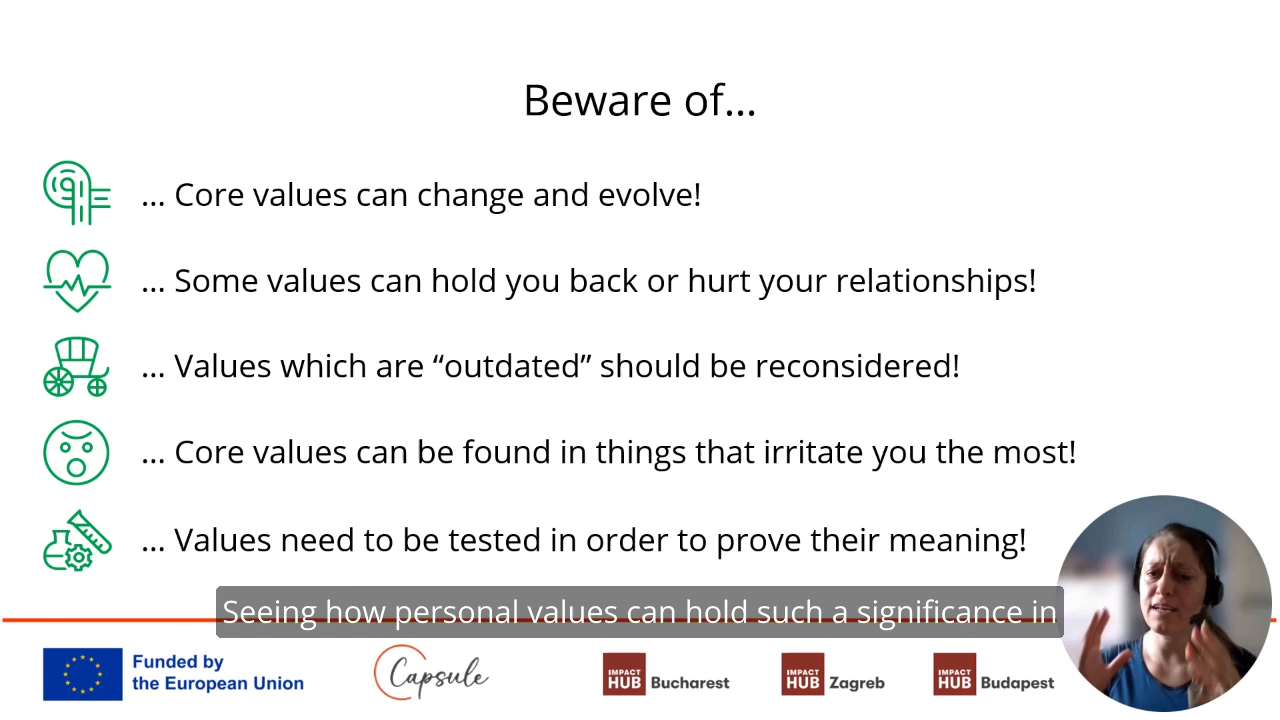 Beware of...
... Core values can change and evolve!
... Some values can hold you back or hurt your relationships!
... Values which are “outdated” should be reconsidered!
... Core values can be found in things that irritate you the most!
... Values need to be tested in order to prove their meaning!
Seeing how personal values can hold such a significance in
Funded by
the European Union
Capsule
IMPACT
HUB Bucharest
IMPACT
HUB Zagreb
IMPACT
HUB Budapest